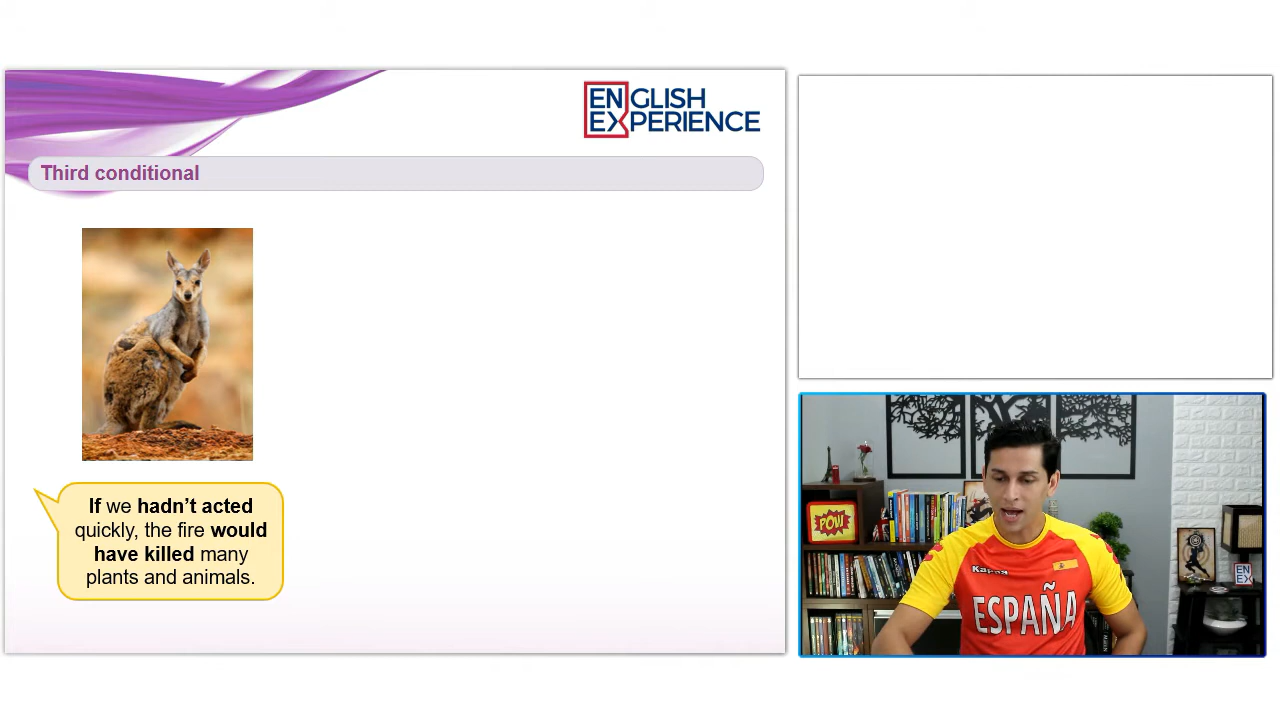 ENGLISH
EXPERIENCE
Third conditional
If we hadn't acted
quickly, the fire would
have killed many
plants and animals.
POW
Kappa
ESPAÑA
EN
EX